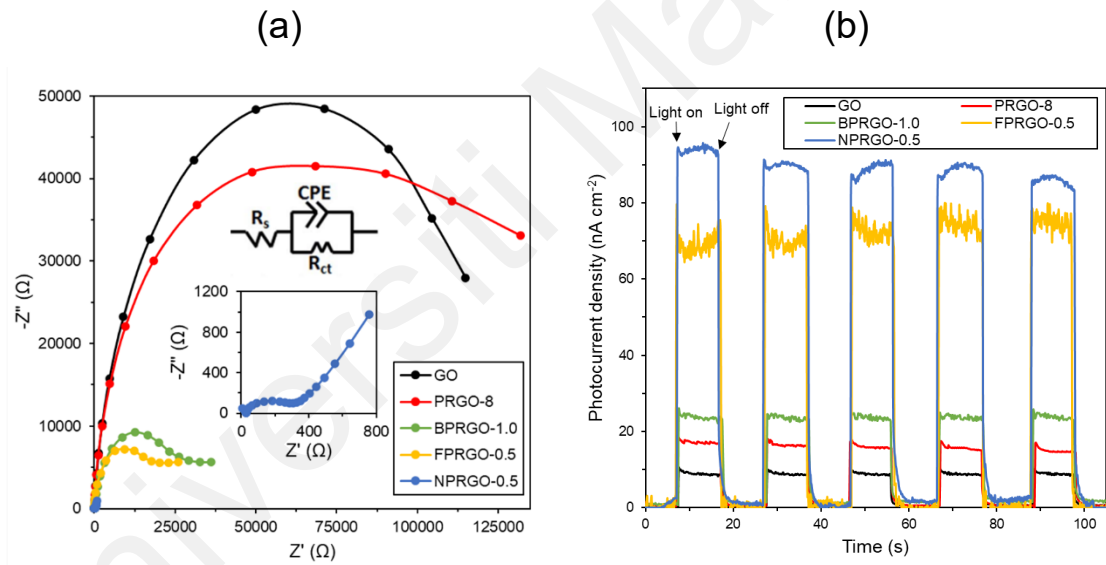 (a)
(b)
50000
40000
30000
20000
10000
0
-Z" (Ω)
0
25000
50000
75000
100000
125000
Z' (Ω)
CPE
Rs
Rct
1200
800
400
0
-Z" (Ω)
0
400
800
Z' (Ω)
GO
PRGO-8
BPRGO-1.0
FPRGO-0.5
NPRGO-0.5
Light on
Light off
GO
PRGO-8
BPRGO-1.0
FPRGO-0.5
NPRGO-0.5
100
80
60
40
20
0
Photocurrent density (nA cm⁻²)
0
20
40
60
80
100
Time (s)